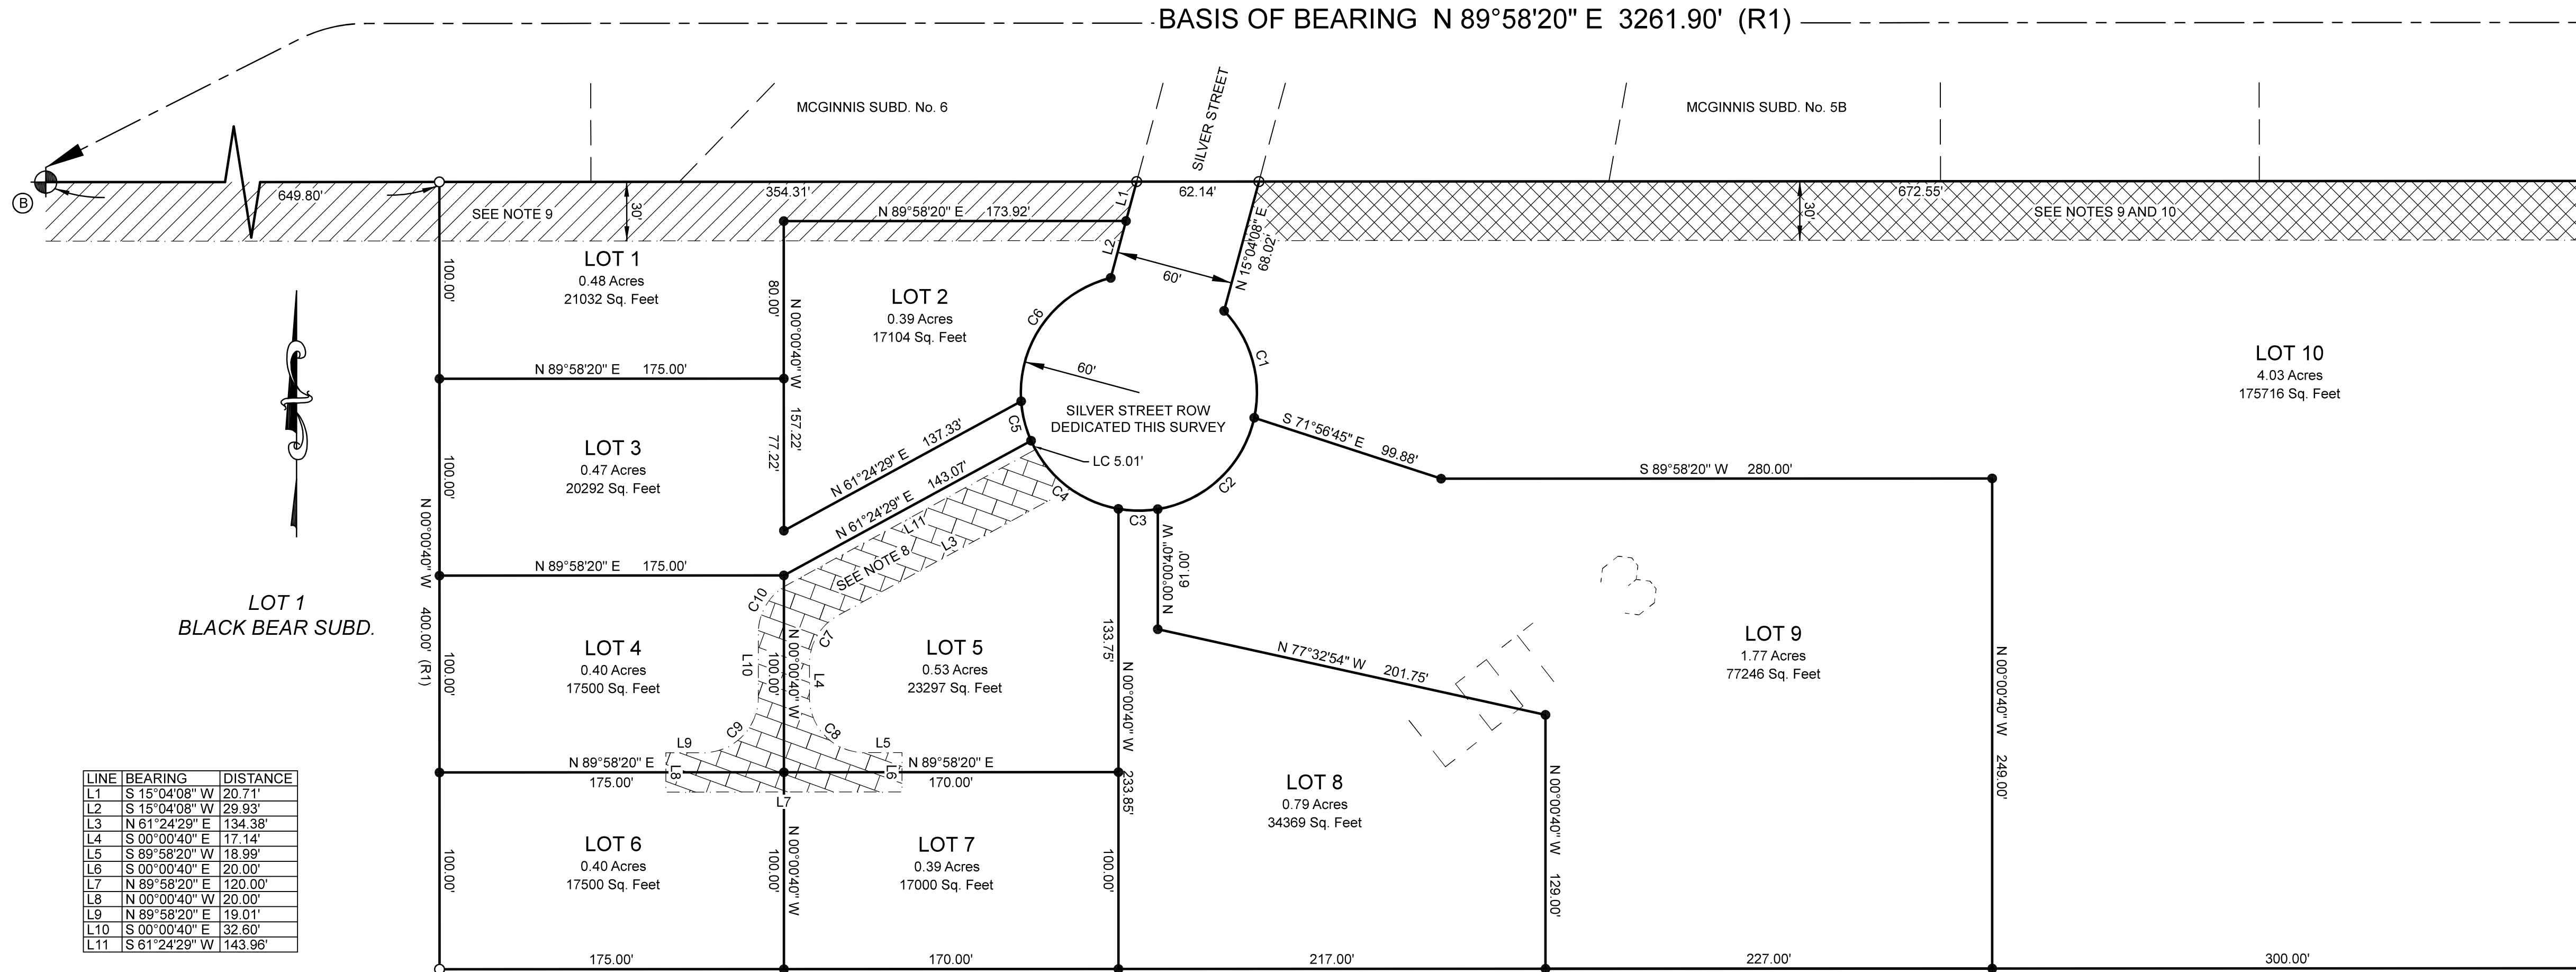 BASIS OF BEARING N 89°58'20" E 3261.90' (R1)
MCGINNIS SUBD. No. 6
SILVER STREET
MCGINNIS SUBD. No. 5B
B
649.80'
354.31'
62.14'
672.55'
SEE NOTE 9
30'
N 89°58'20" E 173.92'
L1
L2
60'
N 15°04'08" E
68.02'
30'
SEE NOTES 9 AND 10
LOT 1
0.48 Acres
21032 Sq. Feet
100.00'
80.00'
N 00°00'40" W 157.22'
LOT 2
0.39 Acres
17104 Sq. Feet
C6
60'
C1
LOT 10
4.03 Acres
175716 Sq. Feet
N 89°58'20" E 175.00'
SILVER STREET ROW
DEDICATED THIS SURVEY
LOT 3
0.47 Acres
20292 Sq. Feet
100.00'
77.22'
N 61°24'29" E 137.33'
C5
LC 5.01'
N 61°24'29" E 143.07'
L11
L3
SEE NOTE 8
C4
C3
C2
S 71°56'45" E 99.88'
S 89°58'20" W 280.00'
N 00°00'40" W 400.00' (R1)
N 89°58'20" E 175.00'
N 00°00'40" W
61.00'
LOT 1
BLACK BEAR SUBD.
C10
C7
LOT 4
0.40 Acres
17500 Sq. Feet
100.00'
L10
100.00'
N 00°00'40" W
L4
LOT 5
0.53 Acres
23297 Sq. Feet
133.75'
N 00°00'40" W 233.85'
N 77°32'54" W 201.75'
LOT 3
LOT 9
1.77 Acres
77246 Sq. Feet
N 00°00'40" W 249.00'
C9
C8
L9
L5
N 89°58'20" E
175.00'
L8
L6
N 89°58'20" E
170.00'
L7
LOT 8
0.79 Acres
34369 Sq. Feet
N 00°00'40" W 129.00'
LOT 6
0.40 Acres
17500 Sq. Feet
100.00'
100.00'
N 00°00'40" W
LOT 7
0.39 Acres
17000 Sq. Feet
100.00'
LINE BEARING DISTANCE
L1 S 15°04'08" W 20.71'
L2 S 15°04'08" W 29.93'
L3 N 61°24'29" E 134.38'
L4 S 00°00'40" E 17.14'
L5 S 89°58'20" W 18.99'
L6 S 00°00'40" E 20.00'
L7 N 89°58'20" E 120.00'
L8 N 00°00'40" W 20.00'
L9 N 89°58'20" E 19.01'
L10 S 00°00'40" E 32.60'
L11 S 61°24'29" W 143.96'
175.00'
170.00'
217.00'
227.00'
300.00'